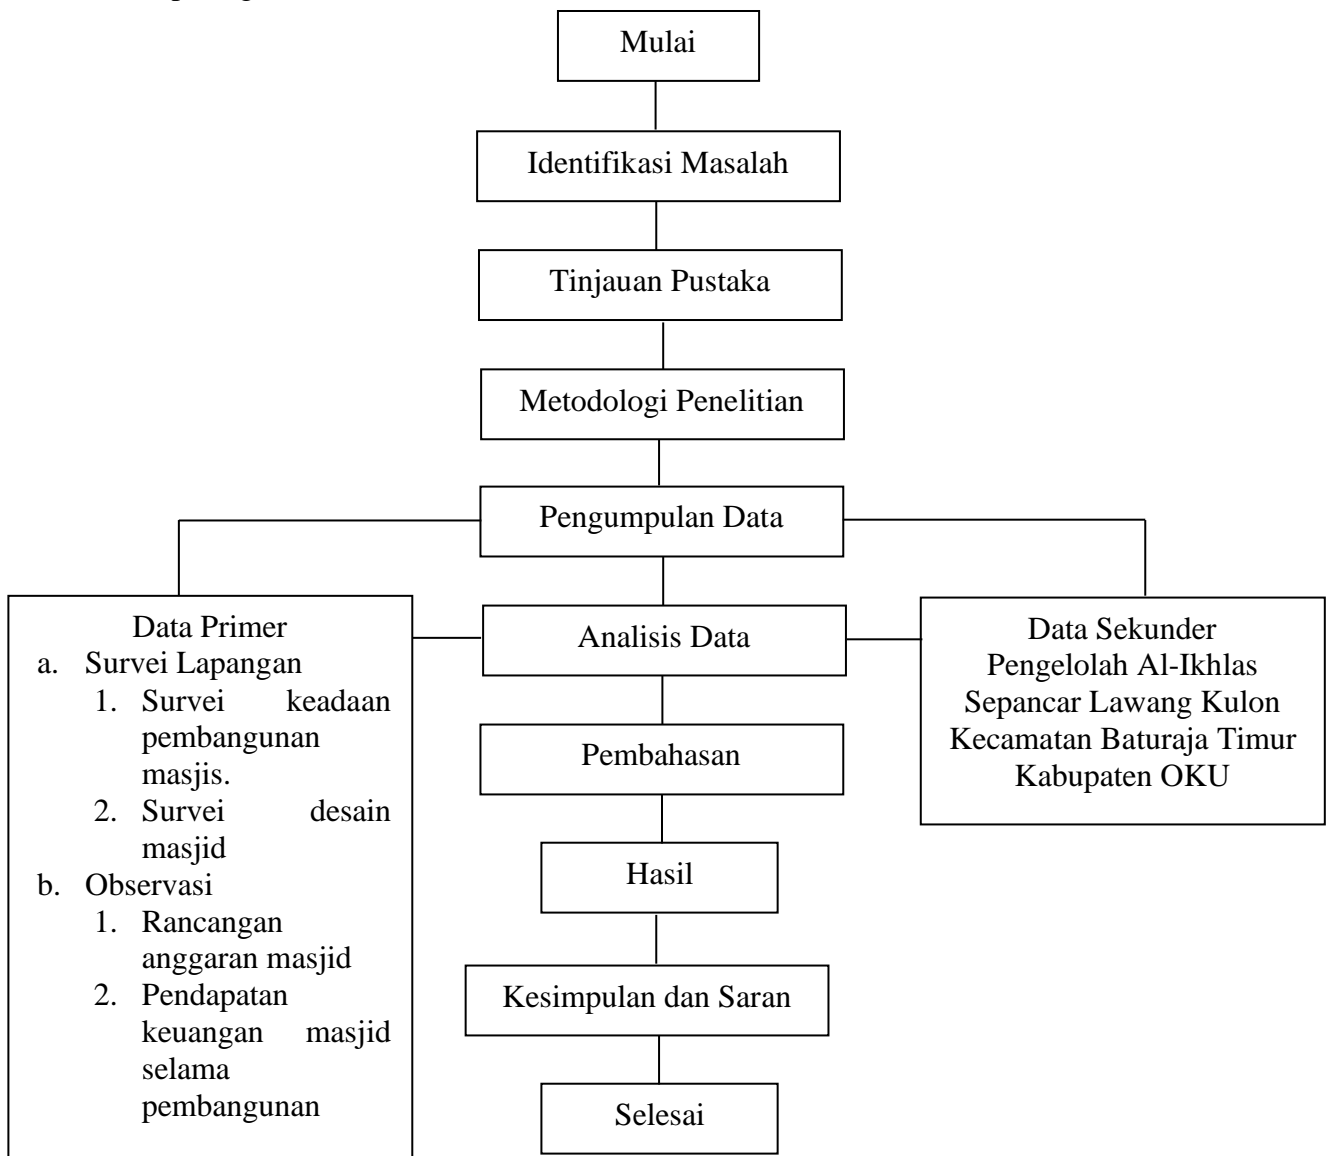 Mulai
Identifikasi Masalah
Tinjauan Pustaka
Metodologi Penelitian
Pengumpulan Data
Data Primer
a. Survei Lapangan
1. Survei keadaan
pembangunan
masjis.
2. Survei desain
masjid
b. Observasi
1. Rancangan
anggaran masjid
2. Pendapatan
keuangan masjid
selama
pembangunan
Analisis Data
Data Sekunder
Pengelolah Al-Ikhlas
Sepancar Lawang Kulon
Kecamatan Baturaja Timur
Kabupaten OKU
Pembahasan
Hasil
Kesimpulan dan Saran
Selesai